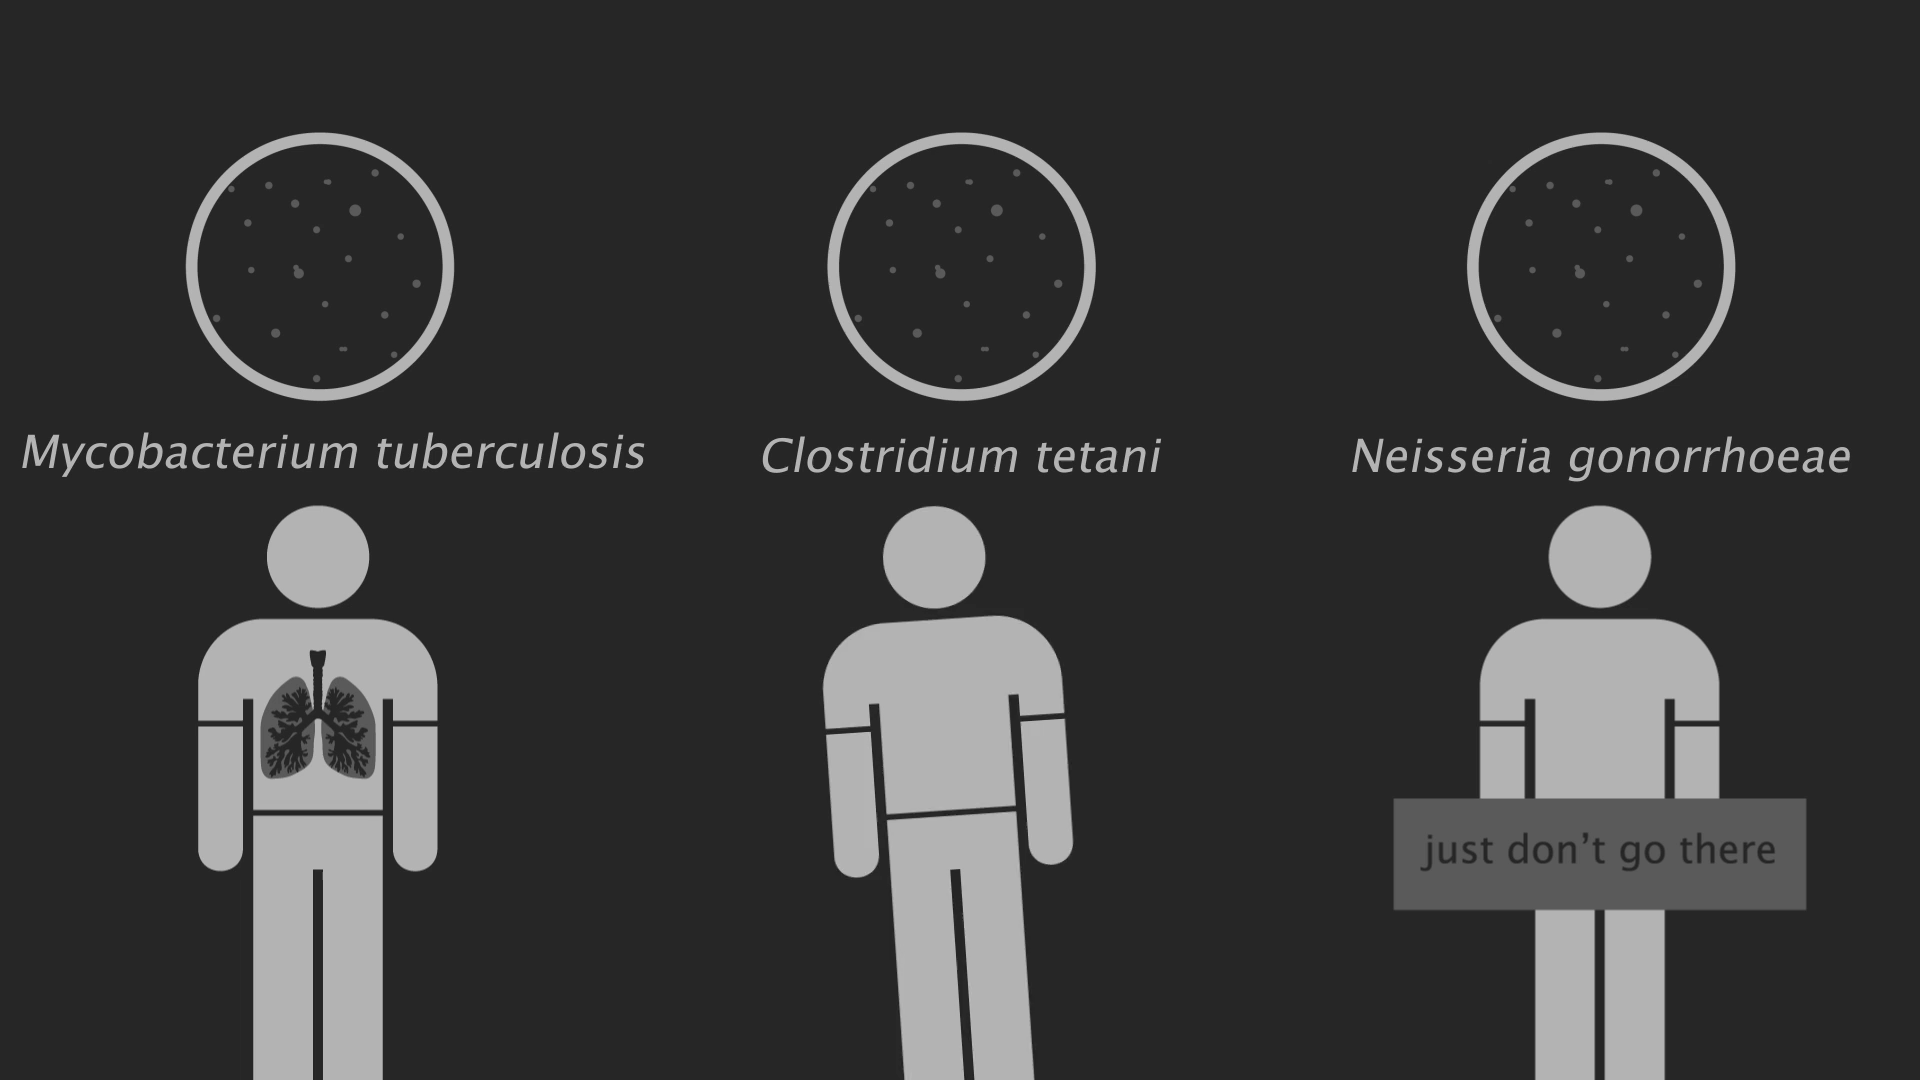 Mycobacterium tuberculosis
Clostridium tetani
Neisseria gonorrhoeae
just don’t go there